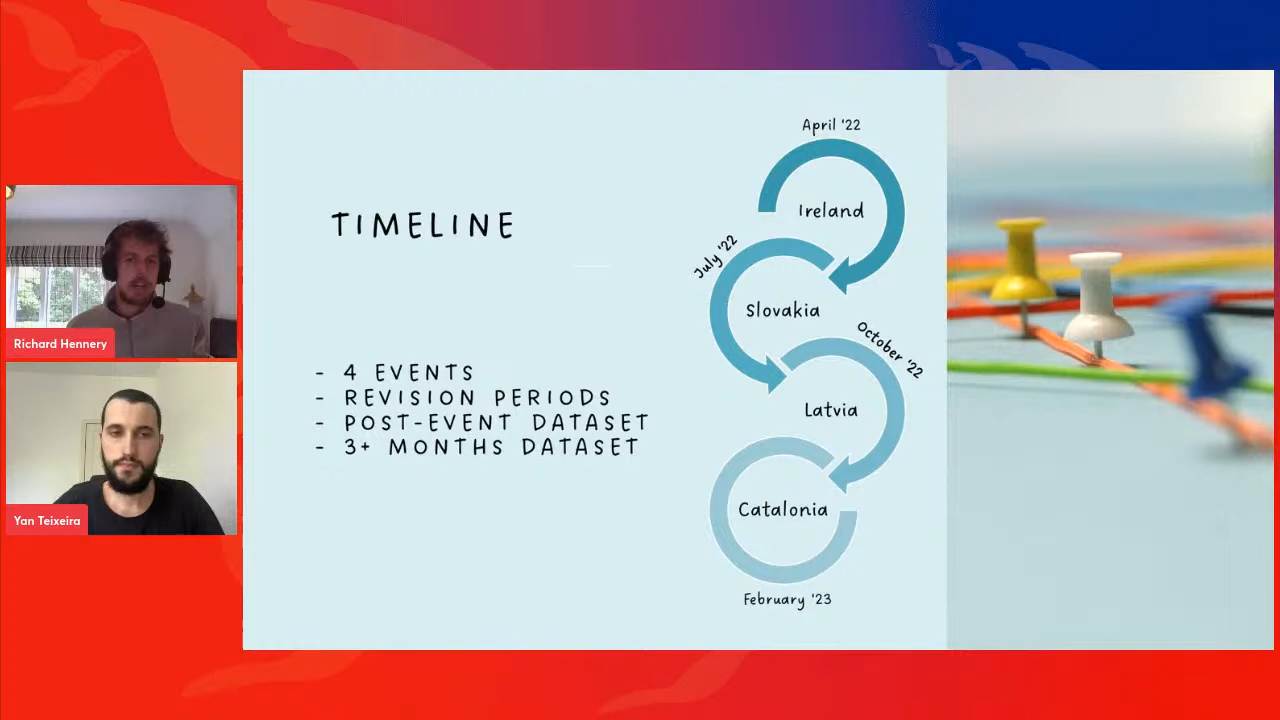 TIMELINE
- 4 EVENTS
- REVISION PERIODS
- POST-EVENT DATASET
- 3+ MONTHS DATASET
April '22
Ireland
July '22
Slovakia
October '22
Latvia
Catalonia
February '23
Richard Hennery
Yan Teixeira